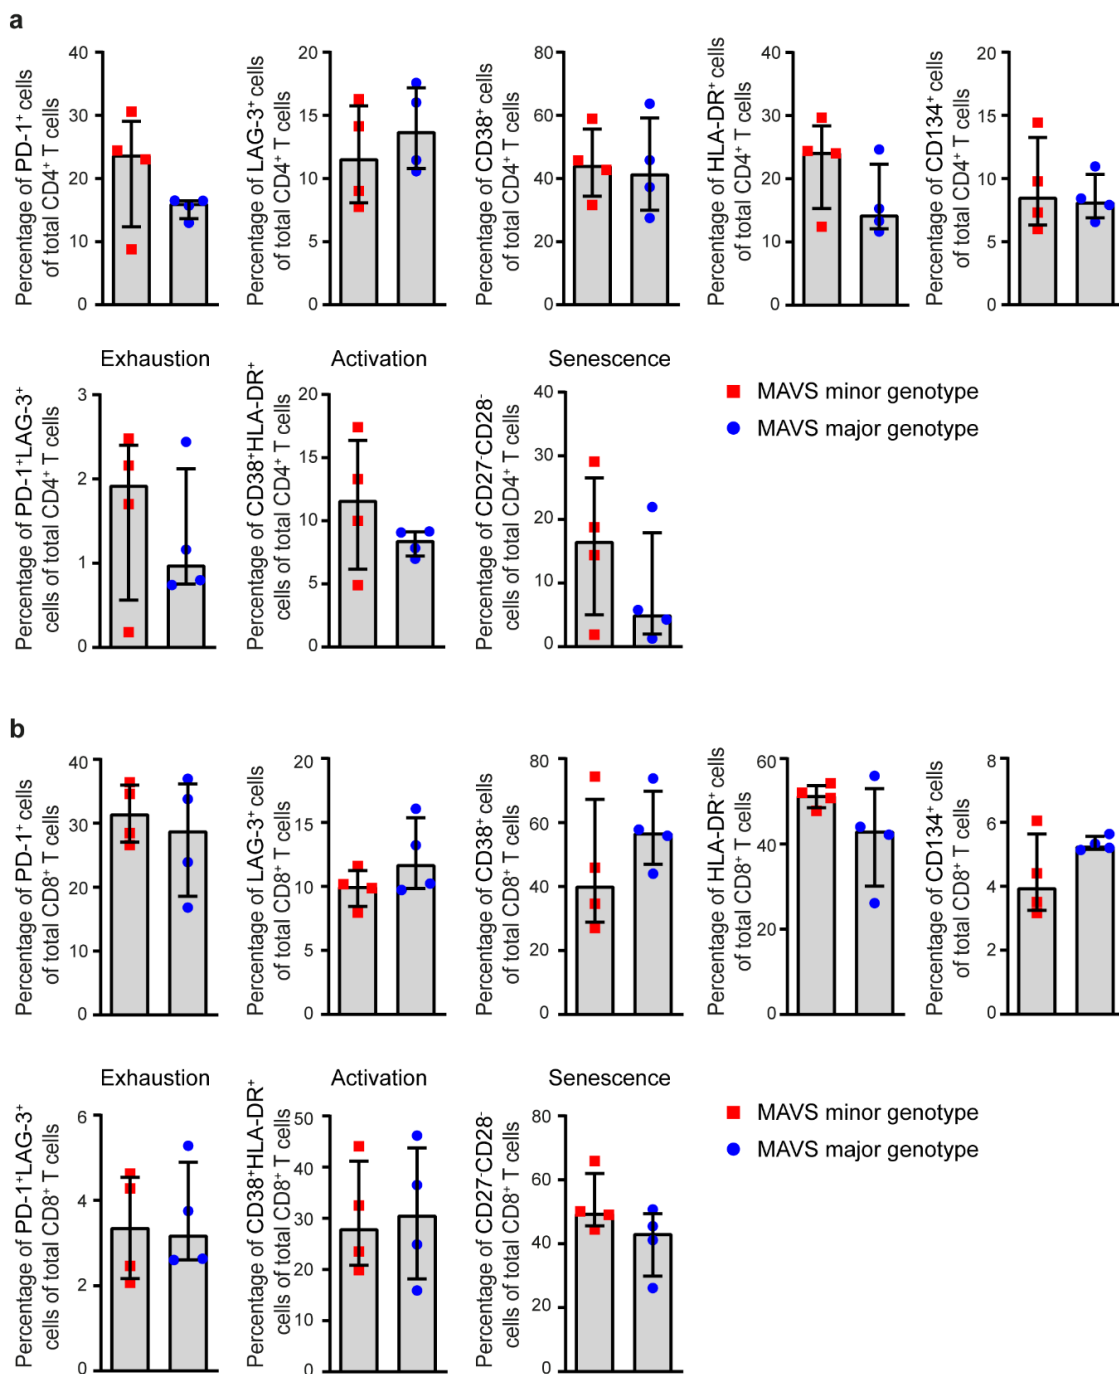 a
Percentage of PD-1⁺ cells
of total CD4⁺ T cells
40
30
20
10
0
Percentage of LAG-3⁺ cells
of total CD4⁺ T cells
20
15
10
5
0
Percentage of CD38⁺ cells
of total CD4⁺ T cells
80
60
40
20
0
Percentage of HLA-DR⁺ cells
of total CD4⁺ T cells
40
30
20
10
0
Percentage of CD134⁺ cells
of total CD4⁺ T cells
20
15
10
5
0
Exhaustion
Percentage of PD-1⁺LAG-3⁺
cells of total CD4⁺ T cells
3
2
1
0
Activation
Percentage of CD38⁺HLA-DR⁺
cells of total CD4⁺ T cells
20
15
10
5
0
Senescence
Percentage of CD27⁻CD28⁻
cells of total CD4⁺ T cells
40
30
20
10
0
MAVS minor genotype
MAVS major genotype
b
Percentage of PD-1⁺ cells
of total CD8⁺ T cells
40
30
20
10
0
Percentage of LAG-3⁺ cells
of total CD8⁺ T cells
20
15
10
5
0
Percentage of CD38⁺ cells
of total CD8⁺ T cells
80
60
40
20
0
Percentage of HLA-DR⁺ cells
of total CD8⁺ T cells
60
40
20
0
Percentage of CD134⁺ cells
of total CD8⁺ T cells
8
6
4
2
0
Exhaustion
Percentage of PD-1⁺LAG-3⁺
cells of total CD8⁺ T cells
6
4
2
0
Activation
Percentage of CD38⁺HLA-DR⁺
cells of total CD8⁺ T cells
50
40
30
20
10
0
Senescence
Percentage of CD27⁻CD28⁻
cells of total CD8⁺ T cells
80
60
40
20
0
MAVS minor genotype
MAVS major genotype